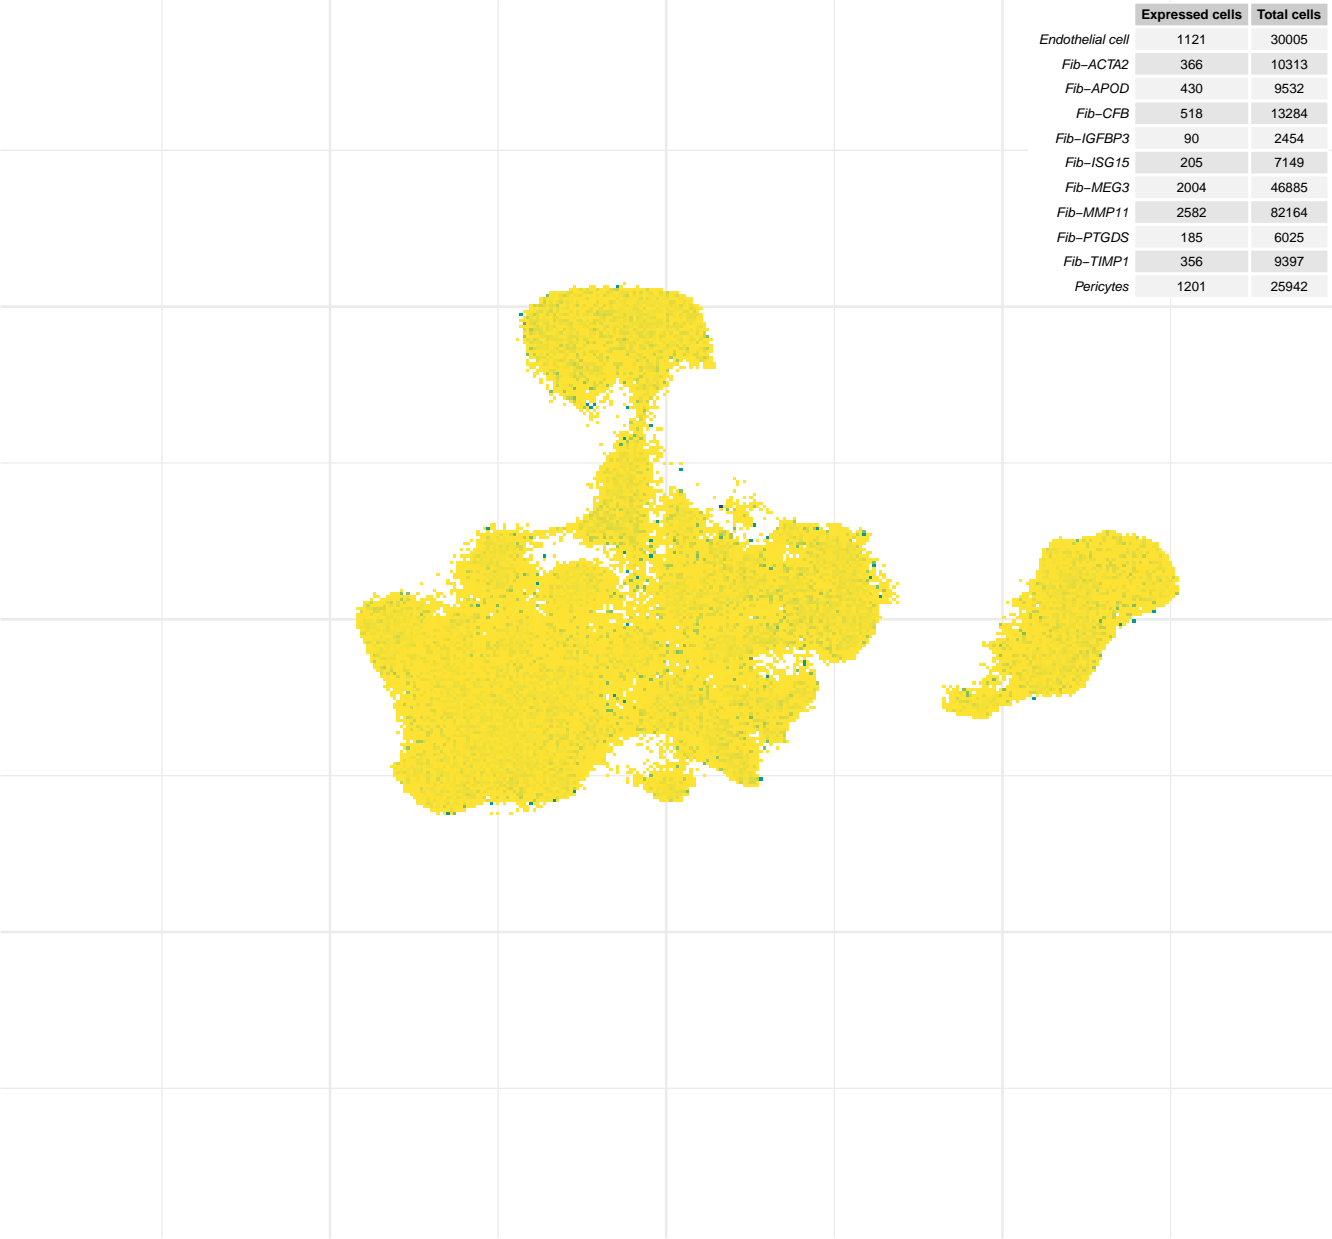 Expressed cells Total cells
Endothelial cell 1121 30005
Fib−ACTA2 366 10313
Fib−APOD 430 9532
Fib−CFB 518 13284
Fib−IGFBP3 90 2454
Fib−ISG15 205 7149
Fib−MEG3 2004 46885
Fib−MMP11 2582 82164
Fib−PTGDS 185 6025
Fib−TIMP1 356 9397
Pericytes 1201 25942